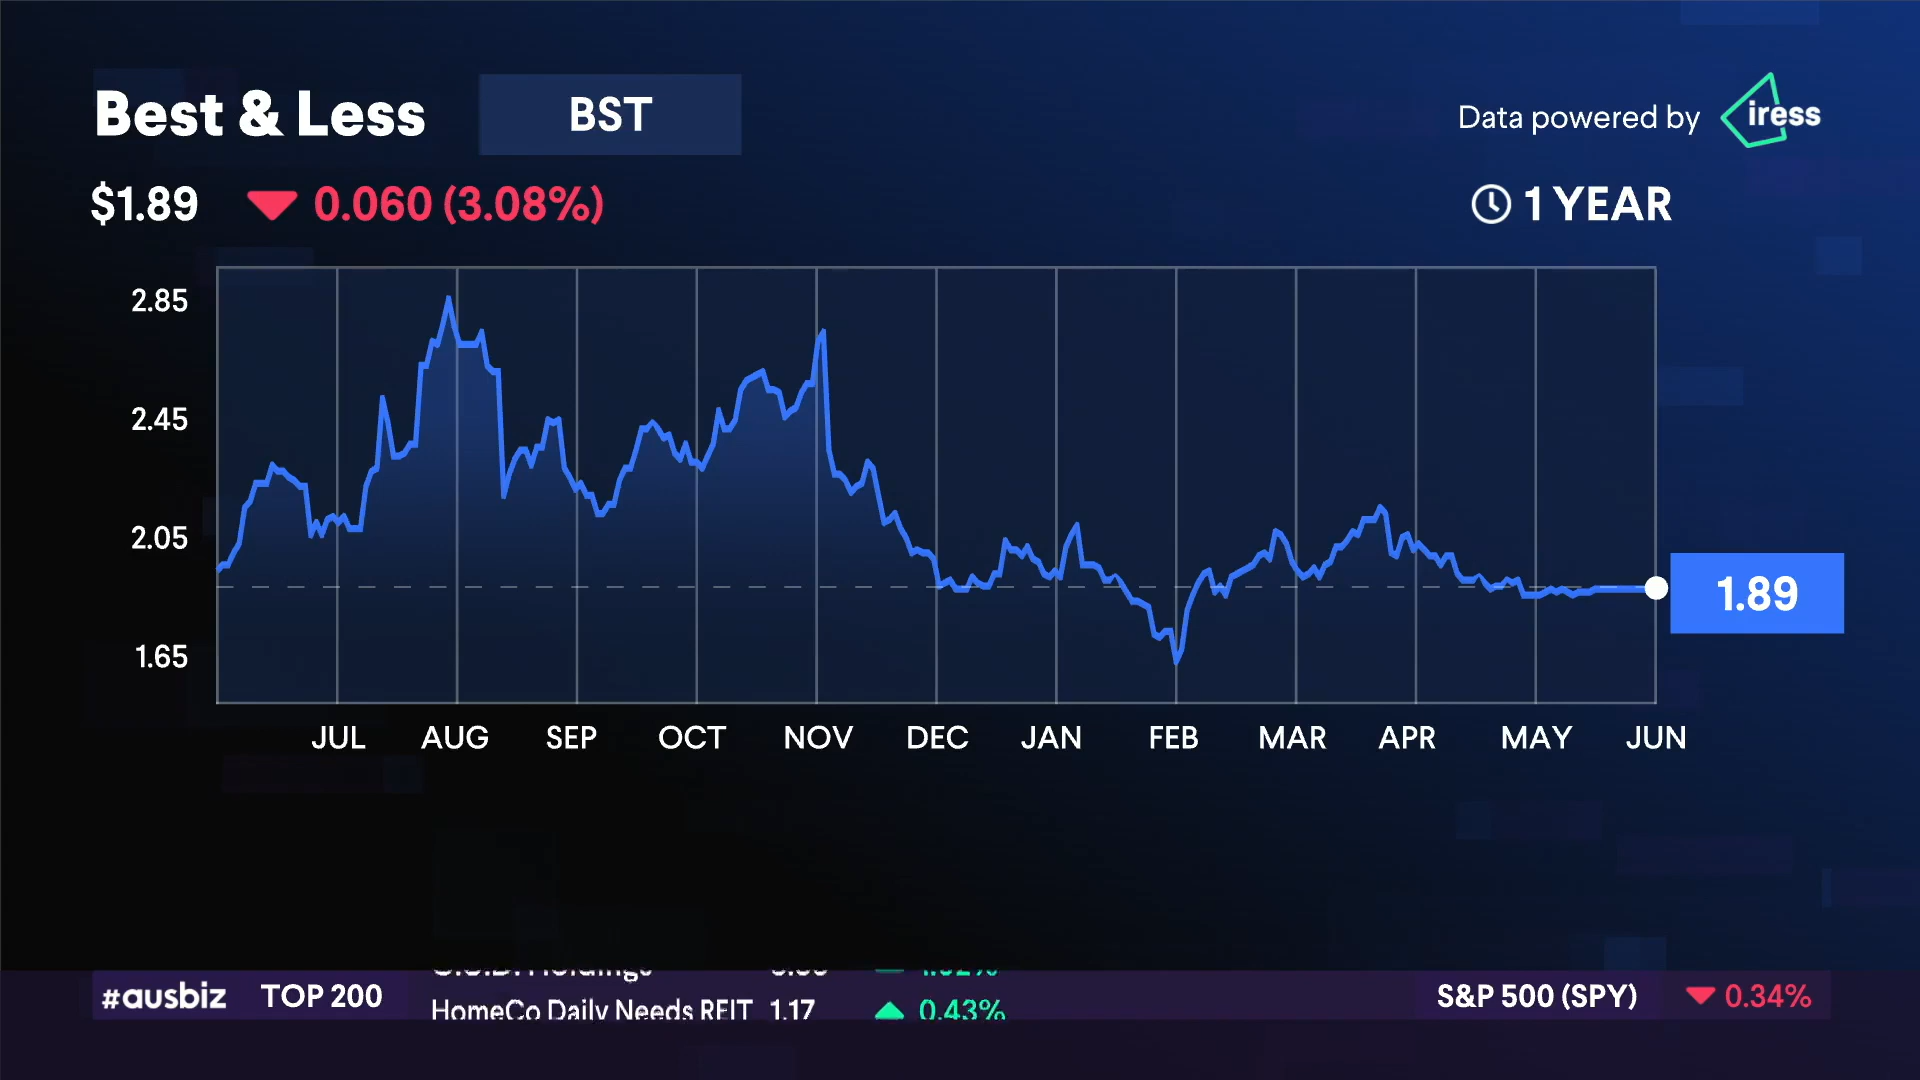 Best & Less
BST
Data powered by iress
$1.89
0.060 (3.08%)
1 YEAR
2.85
2.45
2.05
1.65
1.89
JUL AUG SEP OCT NOV DEC JAN FEB MAR APR MAY JUN
#ausbiz TOP 200
HomeCo Daily Needs REIT 1.17 0.43%
S&P 500 (SPY) 0.34%